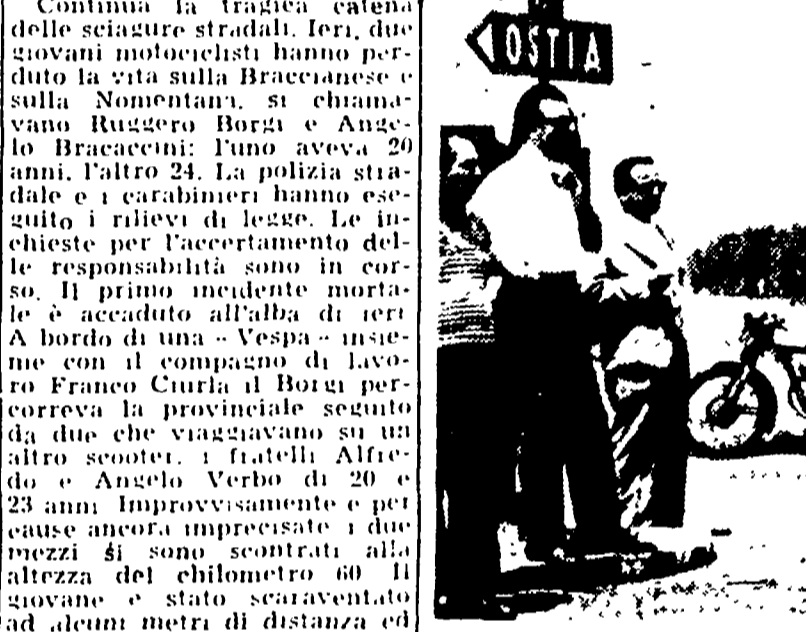 Continua la tragica catena
delle sciagure stradali. Ieri, due
giovani motociclisti hanno per-
duto la vita sulla Braccianese e
sulla Nomentana. si chiama-
vano Ruggero Borgi e Ange-
lo Bracaccini: l'uno aveva 20
anni, l'altro 24. La polizia stra-
dale e i carabinieri hanno ese-
guito i rilievi di legge. Le in-
chieste per l'accertamento del-
le responsabilità sono in cor-
so. Il primo incidente morta-
le è accaduto all'alba di ieri
A bordo di una « Vespa » insie-
me con il compagno di lavo-
ro Franco Ciurla il Borgi per-
correva la provinciale seguito
da due che viaggiavano su un
altro scooter, i fratelli Alfre-
do e Angelo Verbo di 20 e
23 anni Improvvisamente e per
cause ancora imprecisate i due
mezzi si sono scontrati alla
altezza del chilometro 60 Il
giovane e stato scaraventato
ad alcuni metri di distanza ed
OSTIA